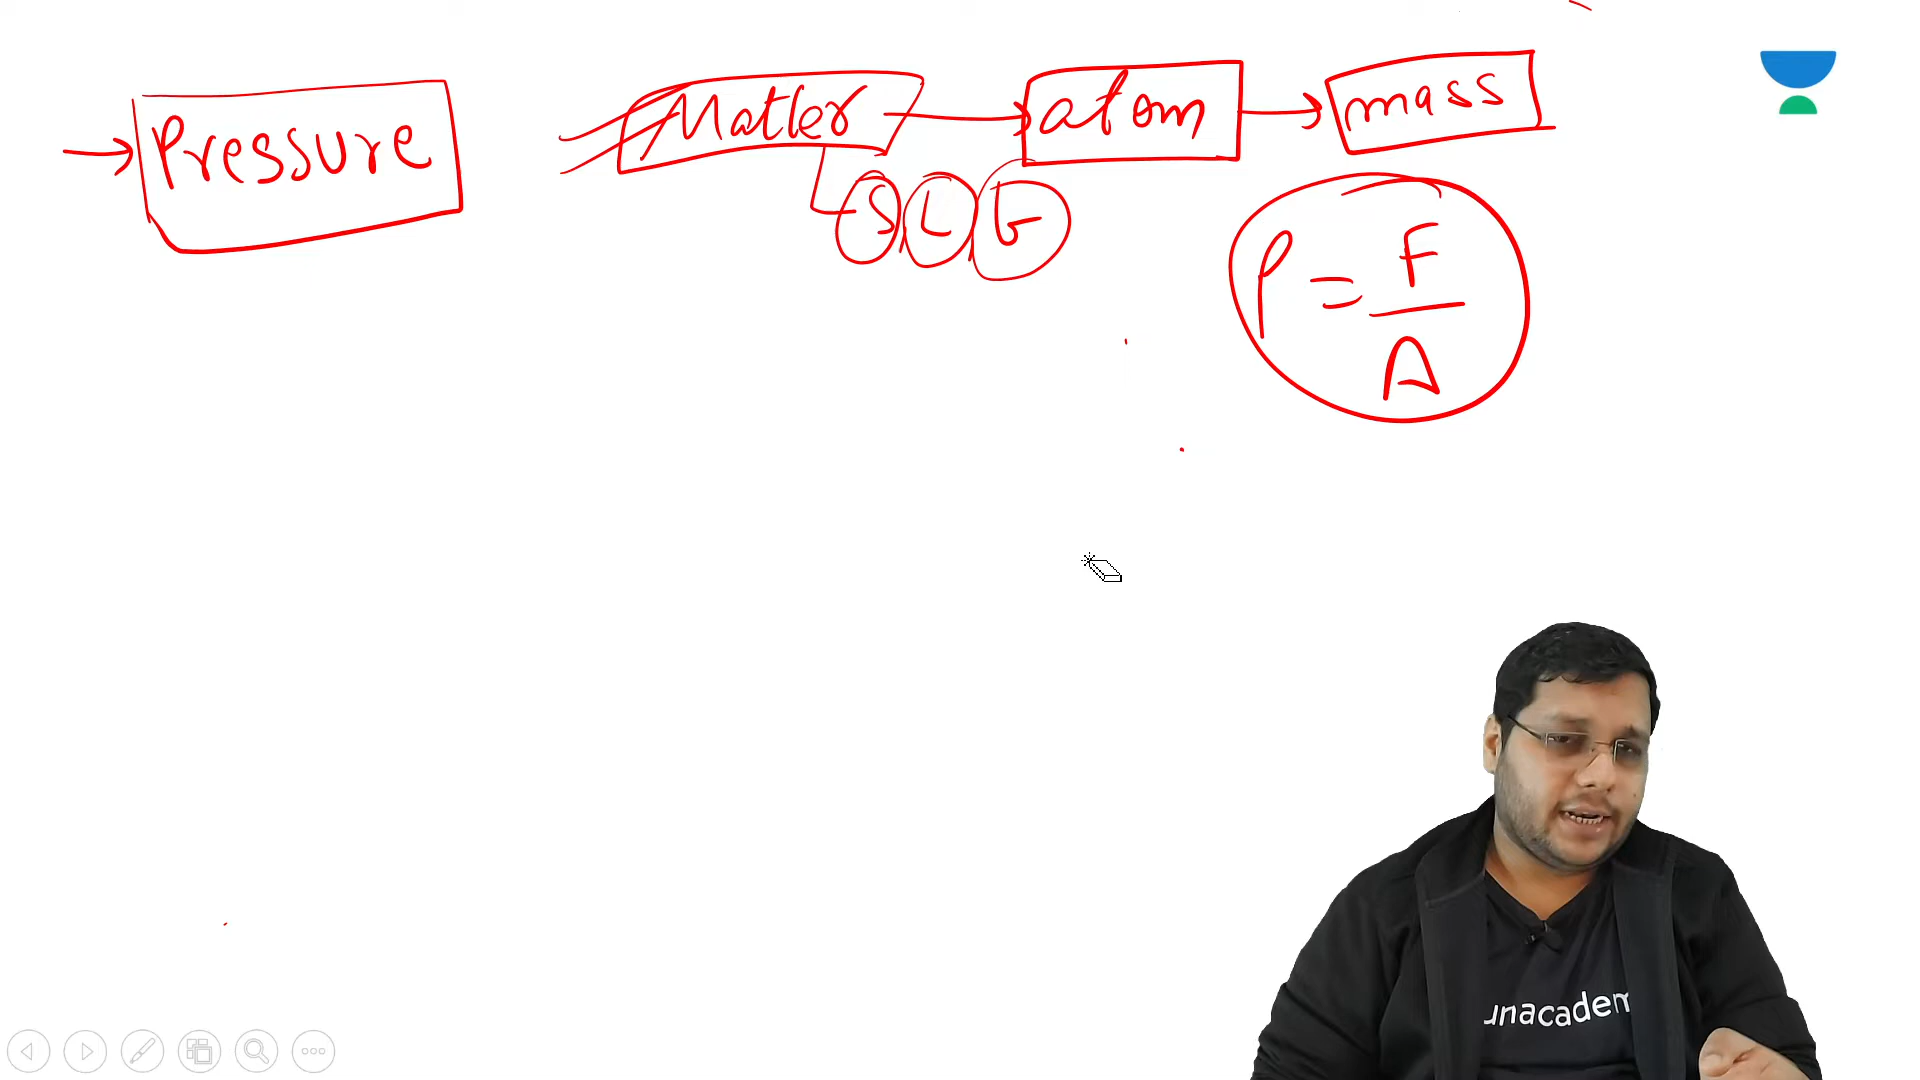 Pressure
Matter
atom
mass
S L G
P = F
A
unacadem